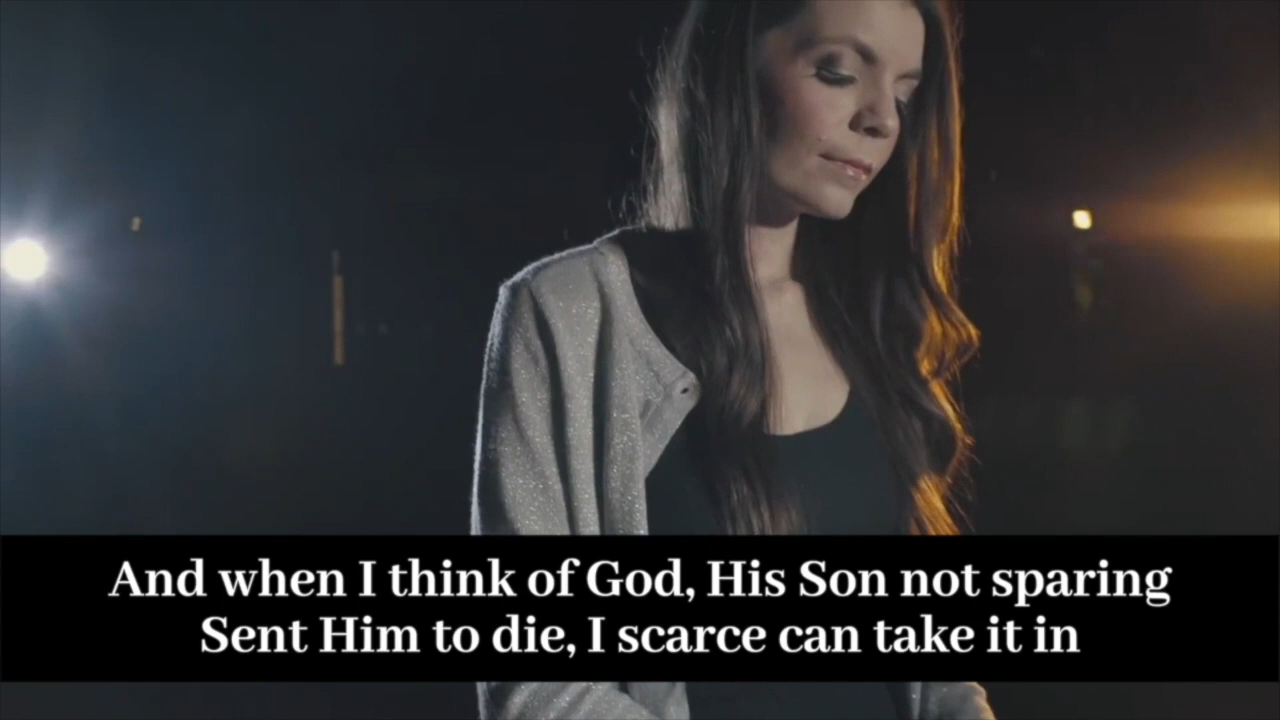 And when I think of God, His Son not sparing
Sent Him to die, I scarce can take it in